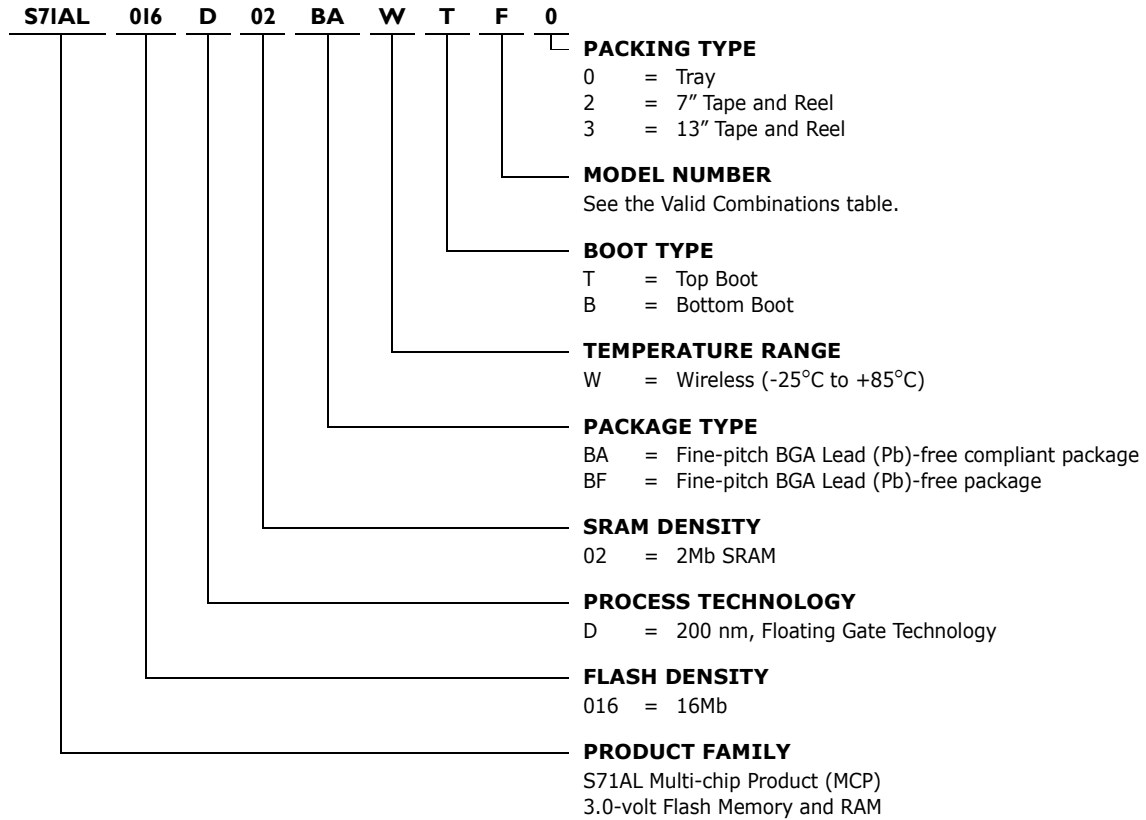 S71AL 016 D 02 BA W T F 0
PACKING TYPE
0 = Tray
2 = 7″ Tape and Reel
3 = 13″ Tape and Reel
MODEL NUMBER
See the Valid Combinations table.
BOOT TYPE
T = Top Boot
B = Bottom Boot
TEMPERATURE RANGE
W = Wireless (-25°C to +85°C)
PACKAGE TYPE
BA = Fine-pitch BGA Lead (Pb)-free compliant package
BF = Fine-pitch BGA Lead (Pb)-free package
SRAM DENSITY
02 = 2Mb SRAM
PROCESS TECHNOLOGY
D = 200 nm, Floating Gate Technology
FLASH DENSITY
016 = 16Mb
PRODUCT FAMILY
S71AL Multi-chip Product (MCP)
3.0-volt Flash Memory and RAM